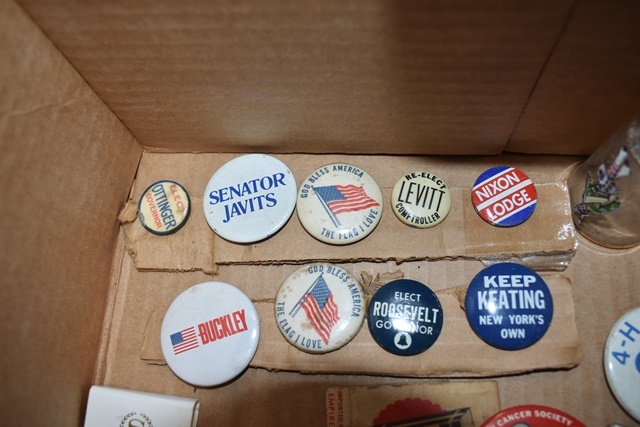 ELECT
OTTINGER
GOVERNOR
SENATOR
JAVITS
GOD BLESS AMERICA
THE FLAG I LOVE
RE-ELECT
LEVITT
COMPTROLLER
NIXON
LODGE
BUCKLEY
GOD BLESS AMERICA
THE FLAG I LOVE
ELECT
ROOSEVELT
GOVERNOR
KEEP
KEATING
NEW YORK'S
OWN
4-H
CANCER SOCIETY